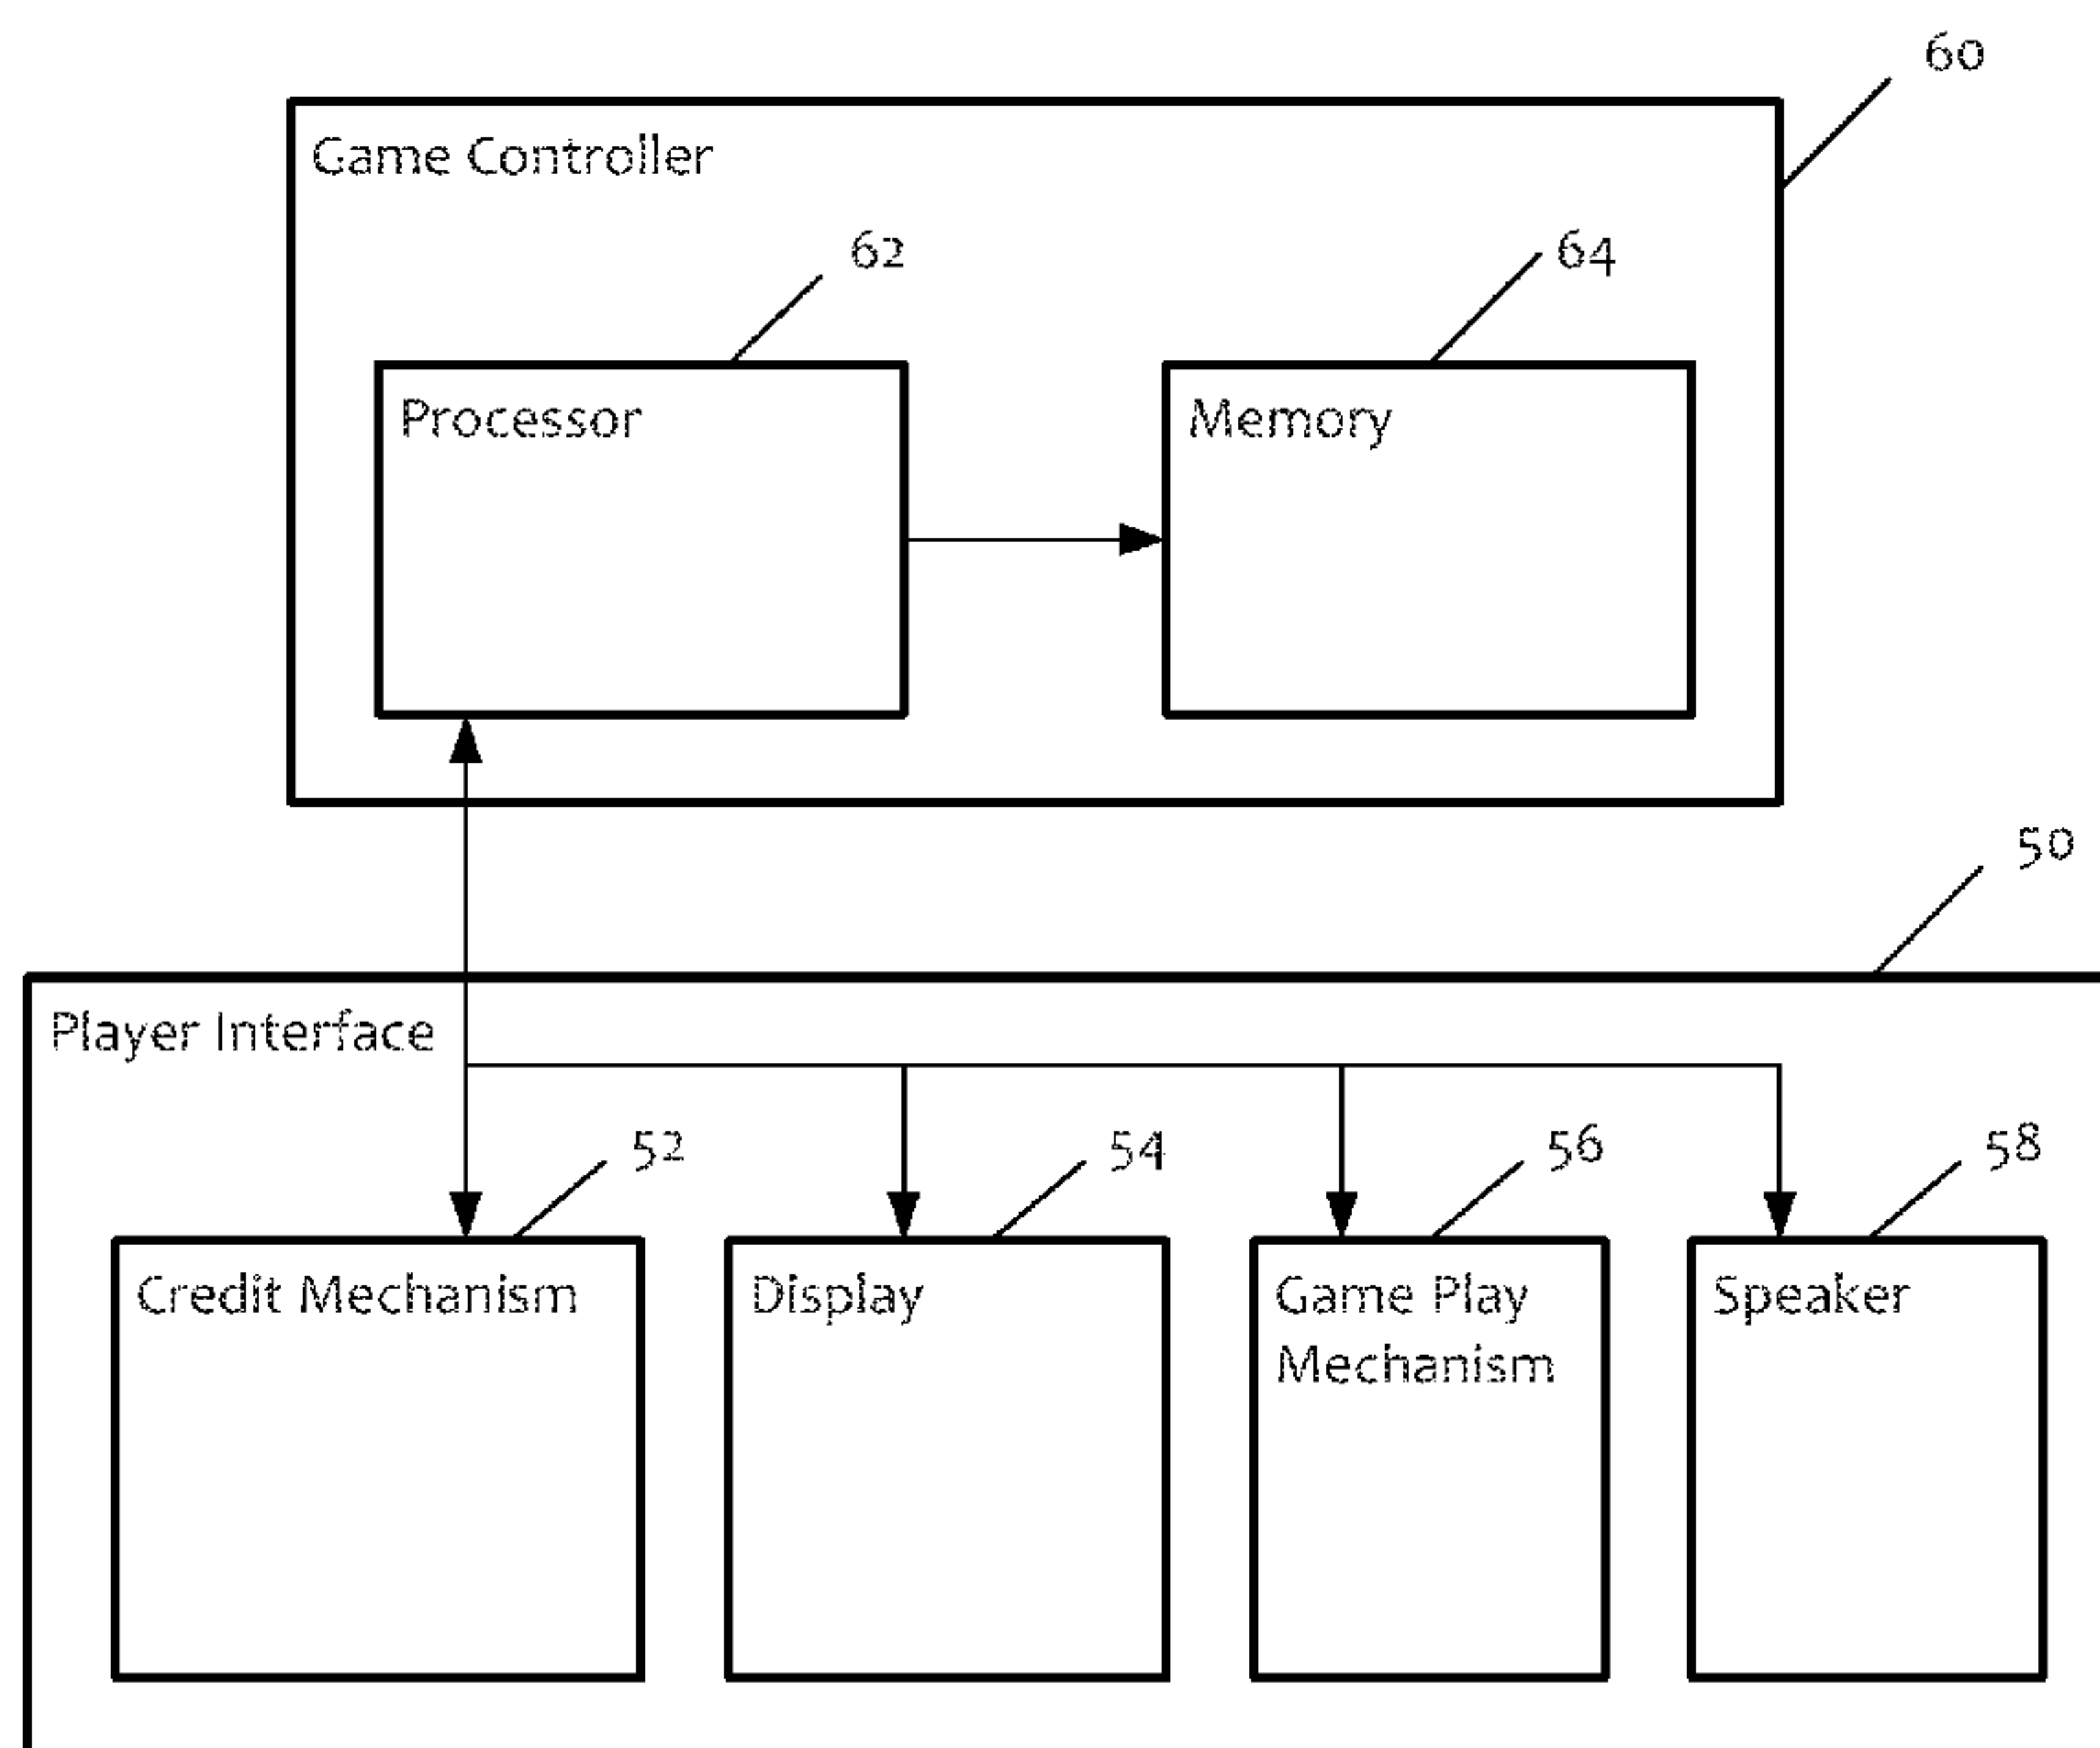 60
Game Controller
62
64
Processor
Memory
50
Player Interface
52
54
56
58
Credit Mechanism
Display
Game Play
Mechanism
Speaker